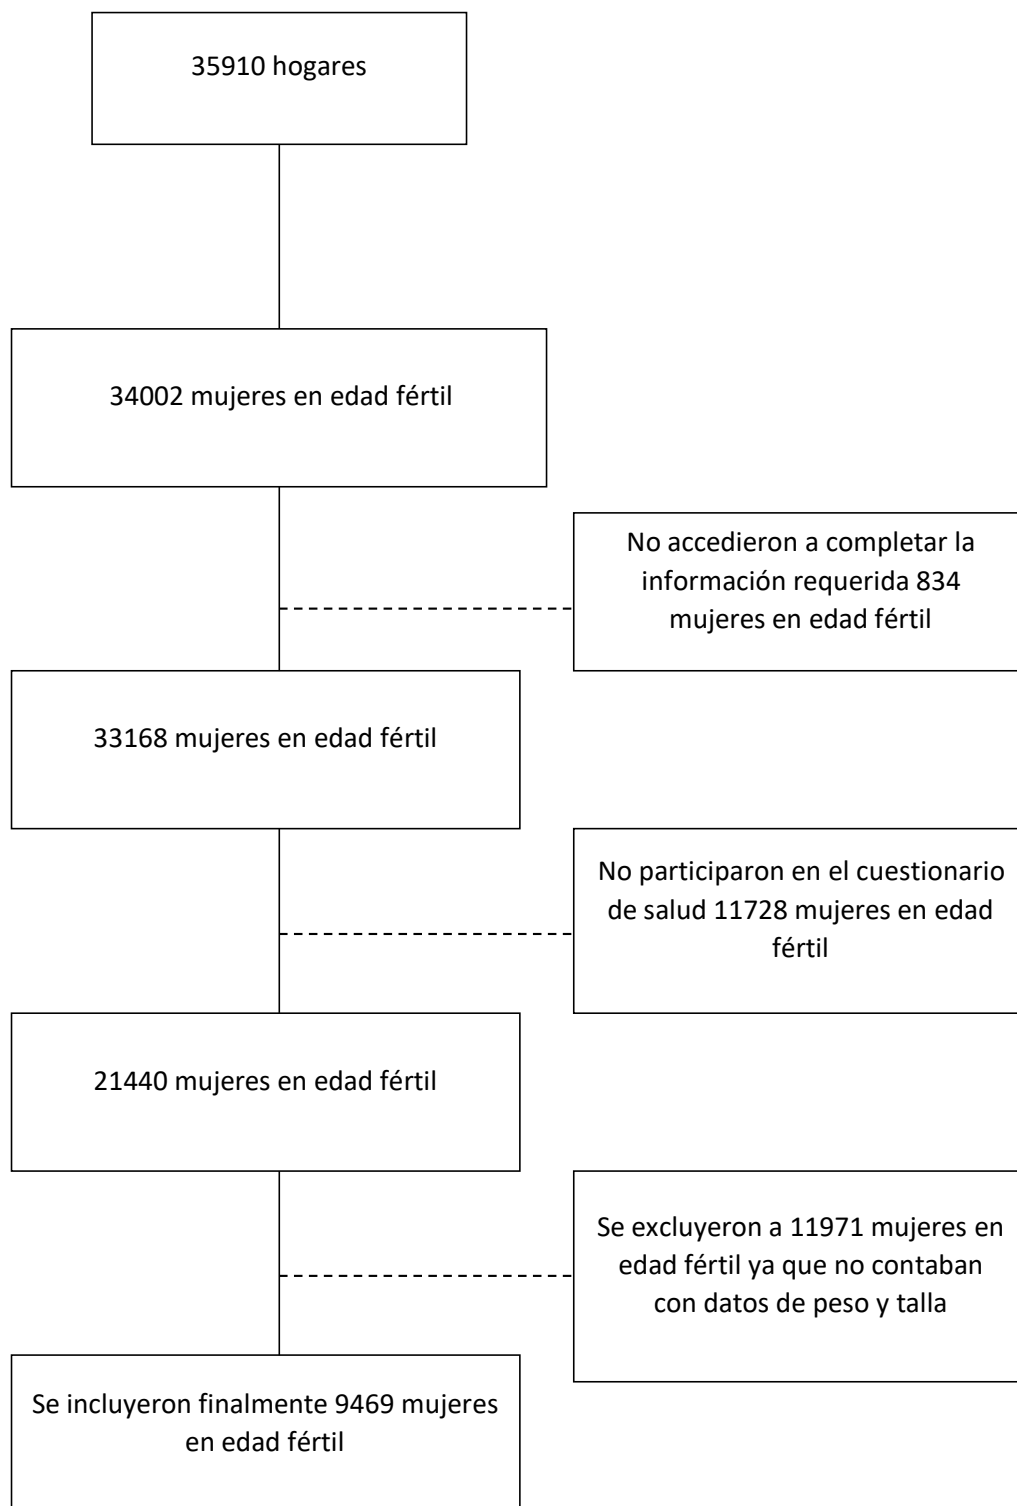 35910 hogares
34002 mujeres en edad fértil
No accedieron a completar la
información requerida 834
mujeres en edad fértil
33168 mujeres en edad fértil
No participaron en el cuestionario
de salud 11728 mujeres en edad
fértil
21440 mujeres en edad fértil
Se excluyeron a 11971 mujeres en
edad fértil ya que no contaban
con datos de peso y talla
Se incluyeron finalmente 9469 mujeres
en edad fértil